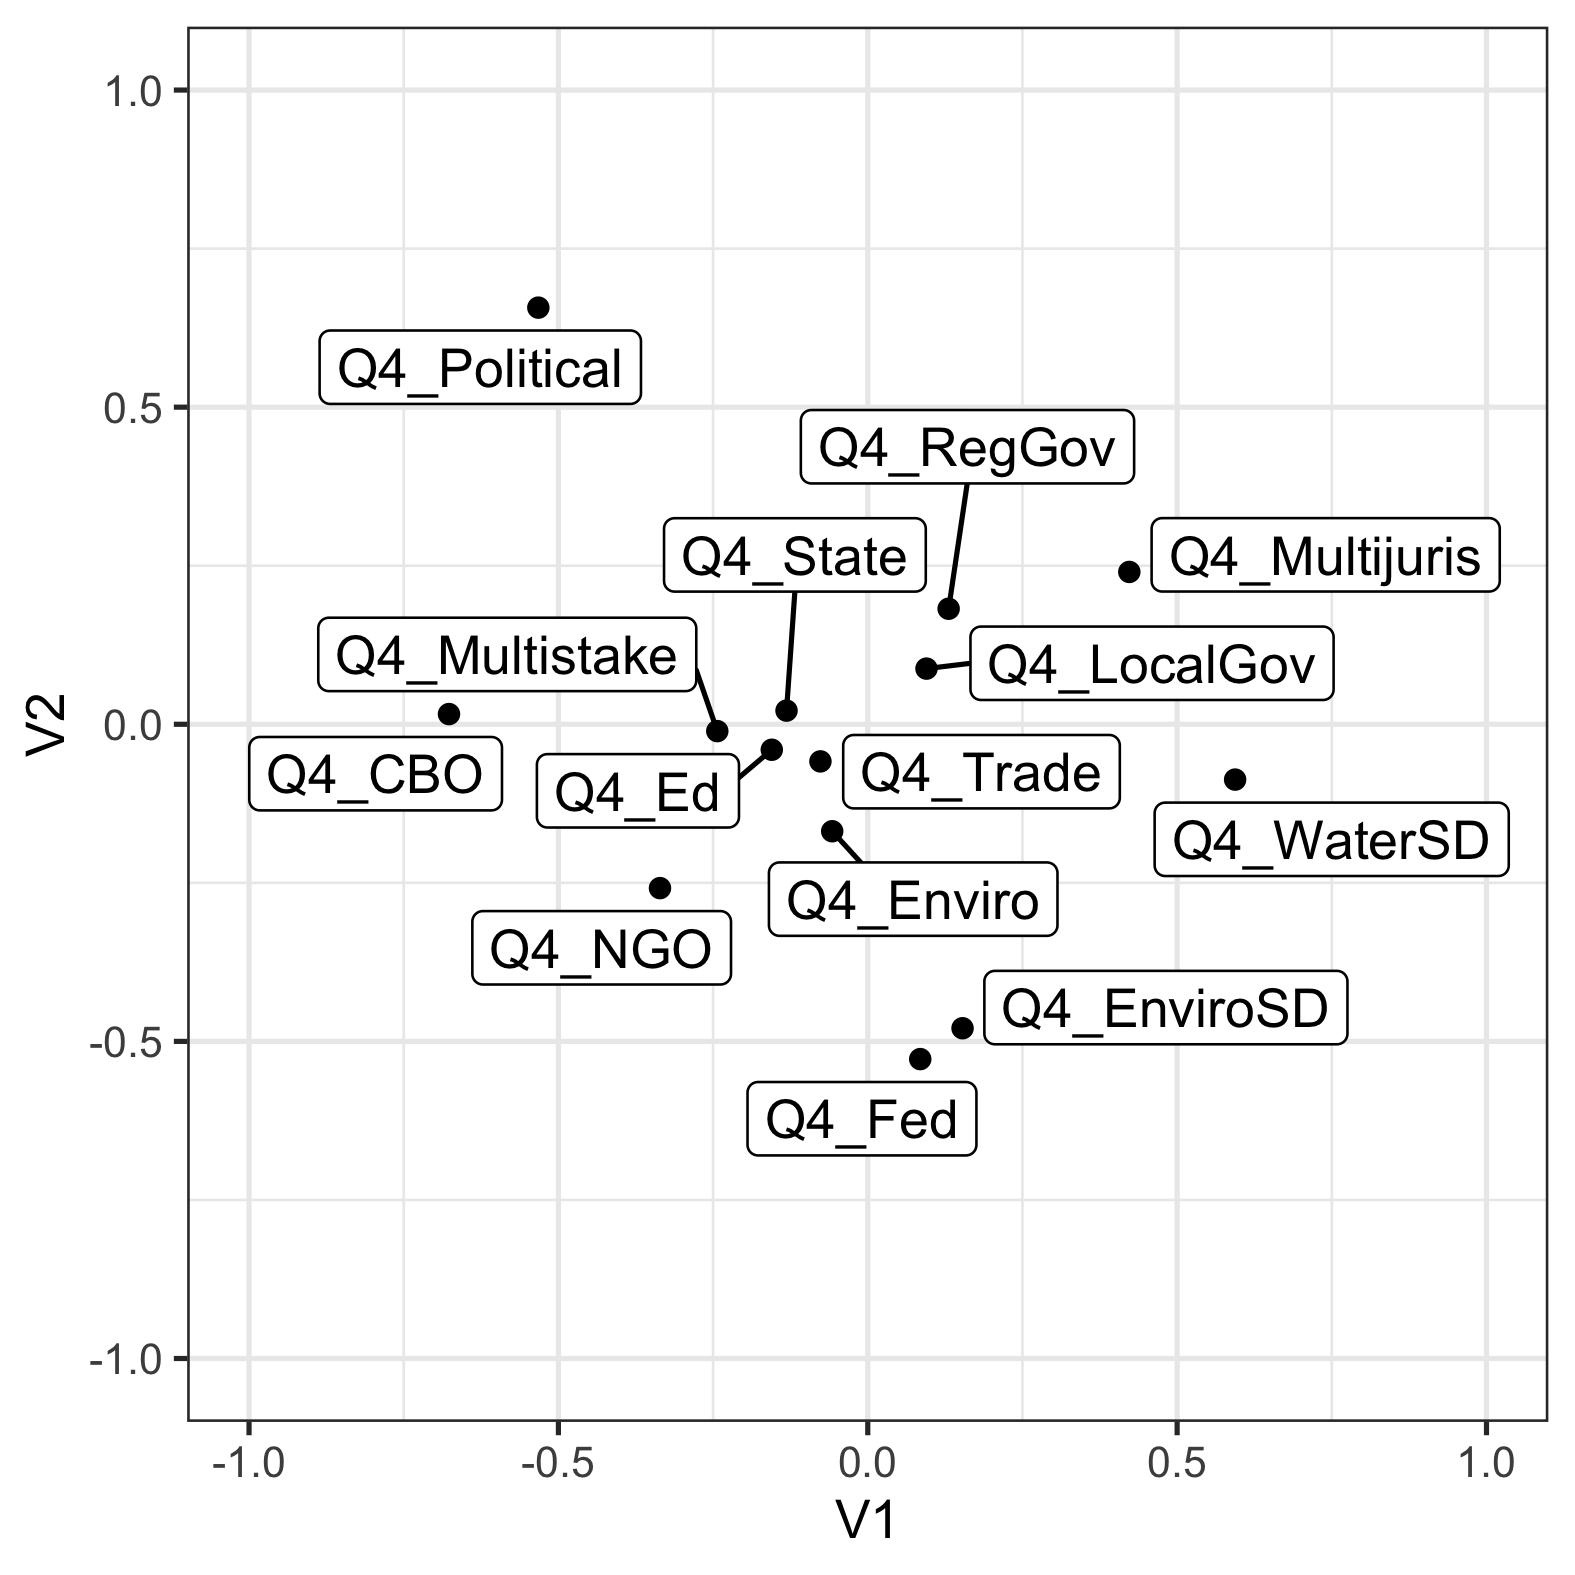 1.0
Q4_Political
0.5
Q4_RegGov
Q4_State
Q4_Multijuris
Q4_Multistake
Q4_LocalGov
V2
0.0
Q4_CBO
Q4_Ed
Q4_Trade
Q4_WaterSD
Q4_Enviro
Q4_NGO
Q4_EnviroSD
-0.5
Q4_Fed
-1.0
-1.0 -0.5 0.0 0.5 1.0
V1